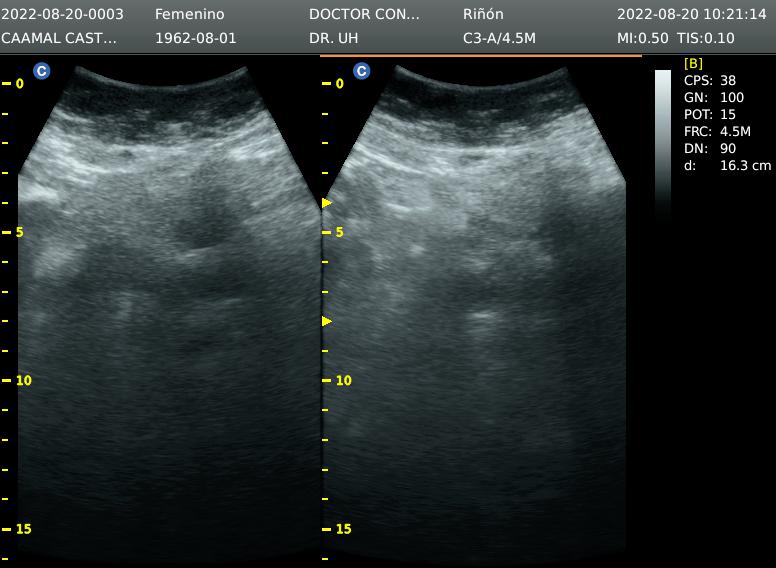 2022-08-20-0003 Femenino DOCTOR CON... Riñón 2022-08-20 10:21:14
CAAMAL CAST... 1962-08-01 DR. UH C3-A/4.5M MI:0.50 TIS:0.10
C
C
[B]
CPS: 38
GN: 100
POT: 15
FRC: 4.5M
DN: 90
d: 16.3 cm
0
5
10
15
0
5
10
15